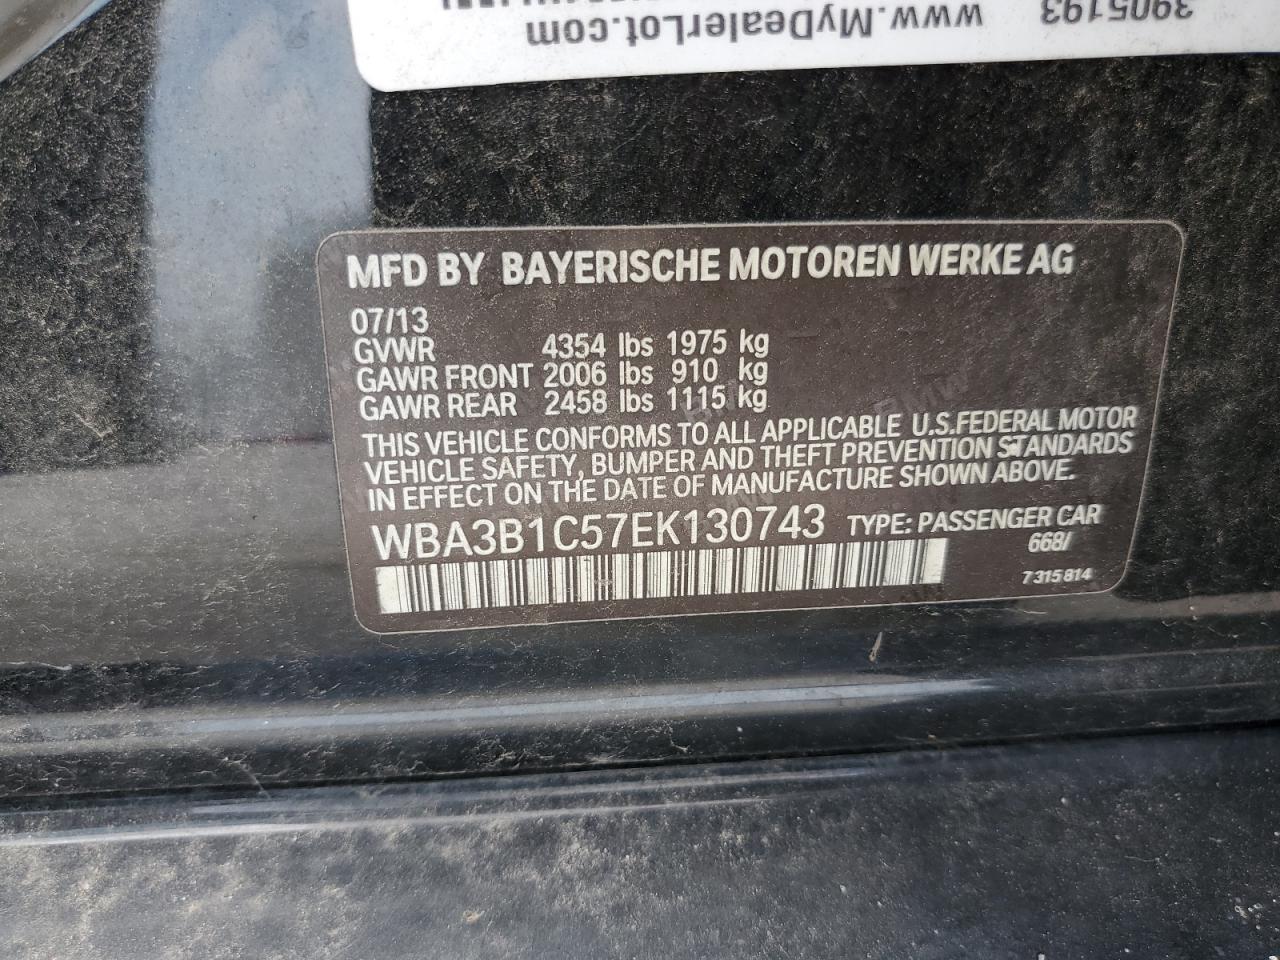 3905193
www.MyDealerLot.com
MFD BY BAYERISCHE MOTOREN WERKE AG
07/13
GVWR 4354 lbs 1975 kg
GAWR FRONT 2006 lbs 910 kg
GAWR REAR 2458 lbs 1115 kg
THIS VEHICLE CONFORMS TO ALL APPLICABLE U.S.FEDERAL MOTOR
VEHICLE SAFETY, BUMPER AND THEFT PREVENTION STANDARDS
IN EFFECT ON THE DATE OF MANUFACTURE SHOWN ABOVE.
WBA3B1C57EK130743 TYPE: PASSENGER CAR
668/
7 315 814